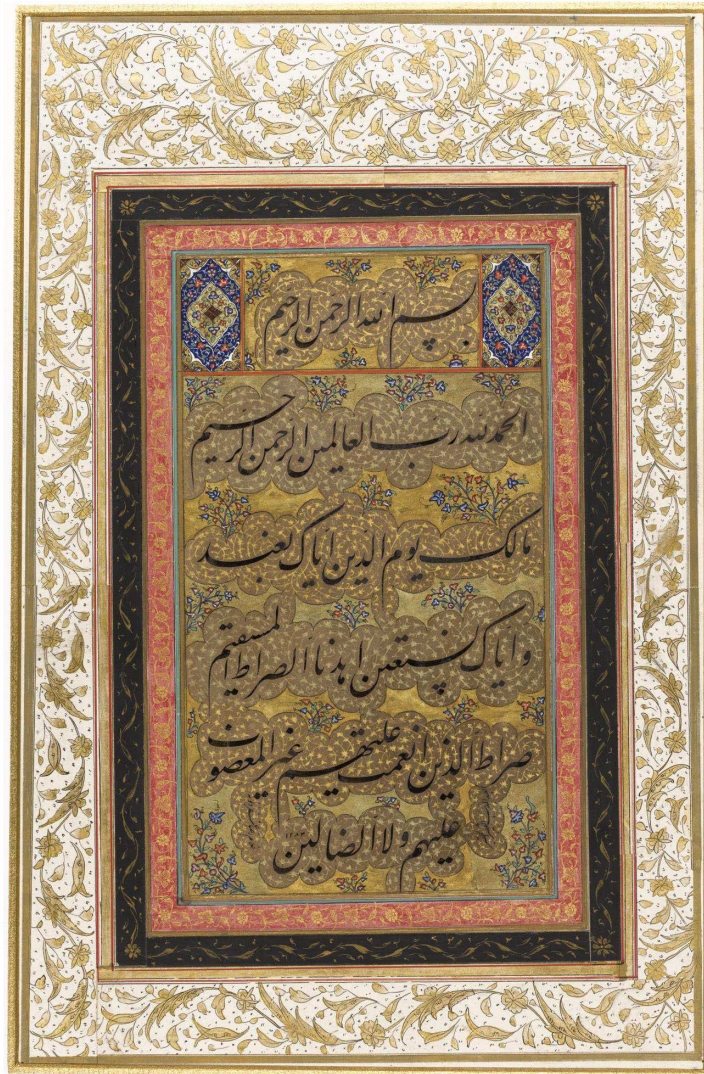 بسم الله الرحمن الرحیم
الحمد لله رب العالمین الرحمن الرحیم
مالک یوم الدین ایاک نعبد
و ایاک نستعین اهدنا الصراط المستقیم
صراط الذین انعمت علیهم غیر المغضوب
علیهم ولا الضالین